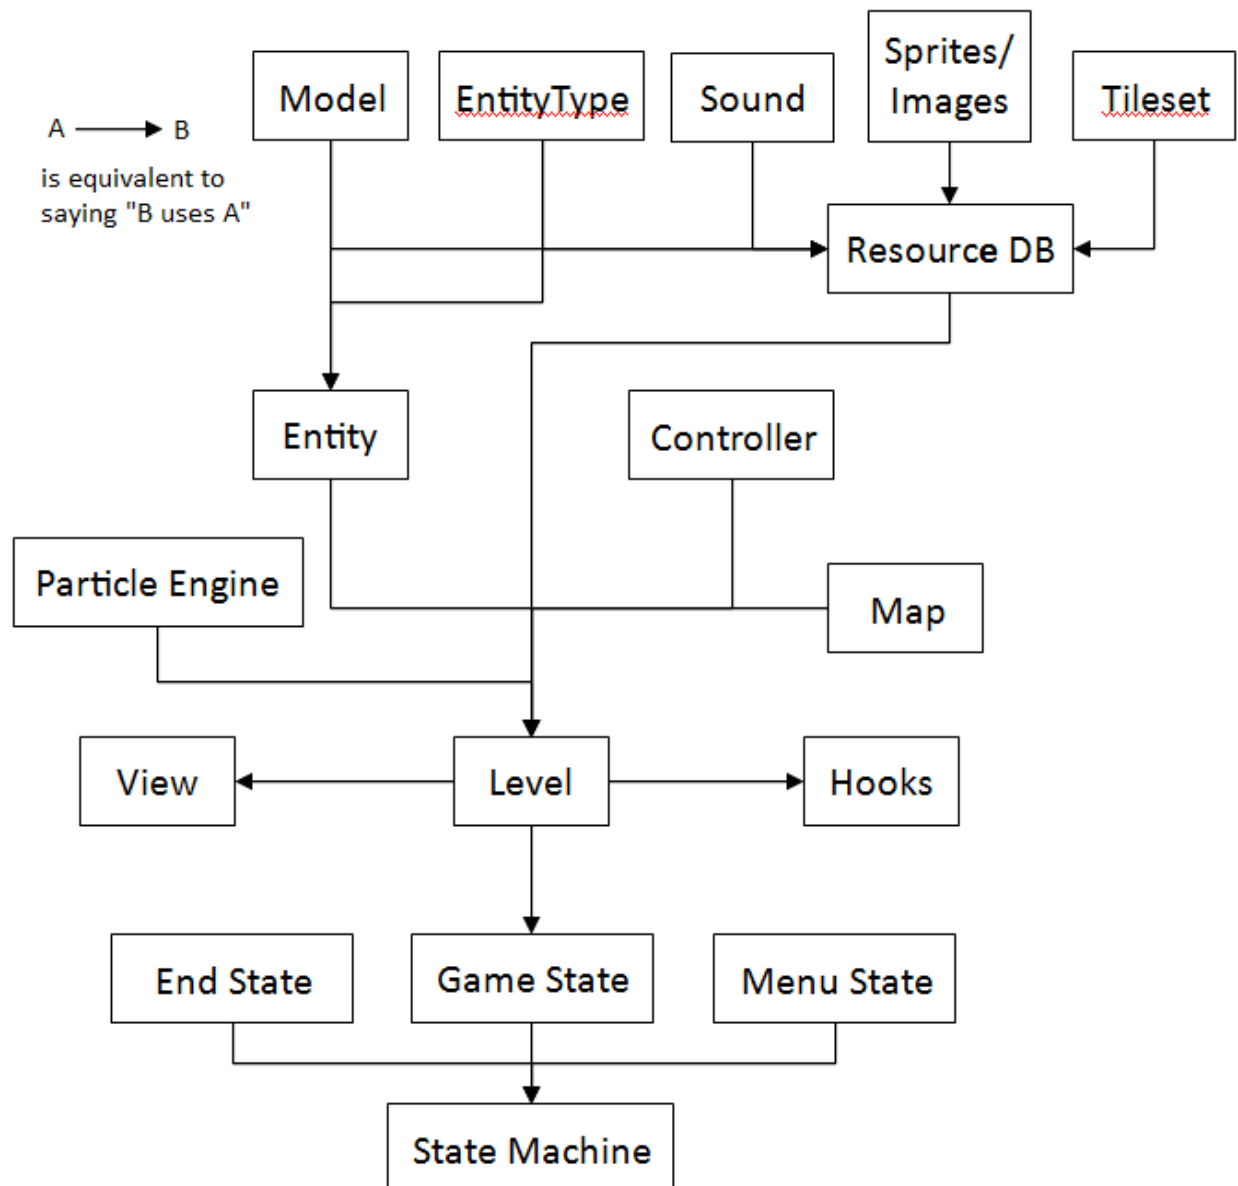 Model
EntityType
Sound
Sprites/
Images
Tileset
A
B
is equivalent to
saying "B uses A"
Resource DB
Entity
Controller
Particle Engine
Map
View
Level
Hooks
End State
Game State
Menu State
State Machine